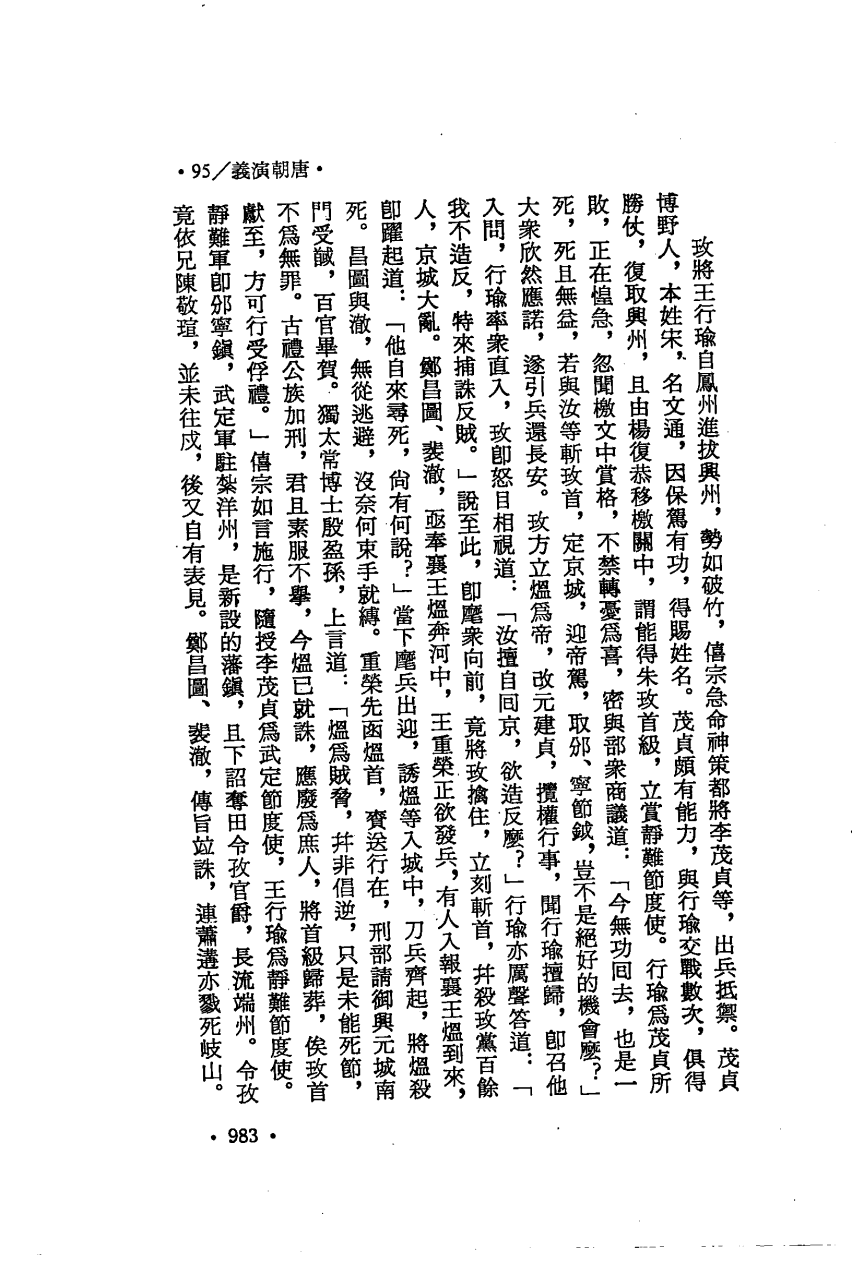 •95／義演朝唐•
玫將王行瑜自鳳州進拔興州，勢如破竹，僖宗急命神策都將李茂貞等，出兵抵禦。茂貞
博野人，本姓宋，名文通，因保駕有功，得賜姓名。茂貞頗有能力，與行瑜交戰數次，俱得
勝仗，復取興州，且由楊復恭移檄關中，謂能得朱玫首級，立賞靜難節度使。行瑜爲茂貞所
敗，正在惶急，忽聞檄文中賞格，不禁轉憂爲喜，密與部衆商議道：「今無功回去，也是一
死，死且無益，若與汝等斬玫首，定京城，迎帝駕，取邠、寧節鉞，豈不是絕好的機會麼？」
大衆欣然應諾，遂引兵還長安。玫方立熅爲帝，改元建貞，攬權行事，聞行瑜擅歸，卽召他
入問，行瑜率衆直入，玫卽怒目相視道：「汝擅自回京，欲造反麼？」行瑜亦厲聲答道：「
我不造反，特來捕誅反賊。」說至此，卽麾衆向前，竟將玫擒住，立刻斬首，幷殺玫黨百餘
人，京城大亂。鄭昌圖、裴澈，亟奉襄王熅奔河中，王重榮正欲發兵，有人入報襄王熅到來，
卽躍起道：「他自來尋死，尙有何說？」當下麾兵出迎，誘熅等入城中，刀兵齊起，將熅殺
死。昌圖與澈，無從逃避，沒奈何束手就縛。重榮先函熅首，齎送行在，刑部請御興元城南
門受馘，百官畢賀。獨太常博士殷盈孫，上言道：「熅爲賊脅，幷非倡逆，只是未能死節，
不爲無罪。古禮公族加刑，君且素服不擧，今熅已就誅，應廢爲庶人，將首級歸葬，俟玫首
獻至，方可行受俘禮。」僖宗如言施行，隨授李茂貞爲武定節度使，王行瑜爲靜難節度使。
靜難軍卽邠寧鎭，武定軍駐紮洋州，是新設的藩鎭，且下詔奪田令孜官爵，長流端州。令孜
竟依兄陳敬瑄，並未往戍，後又自有表見。鄭昌圖、裴澈，傳旨竝誅，連蕭遘亦戮死岐山。
•983•